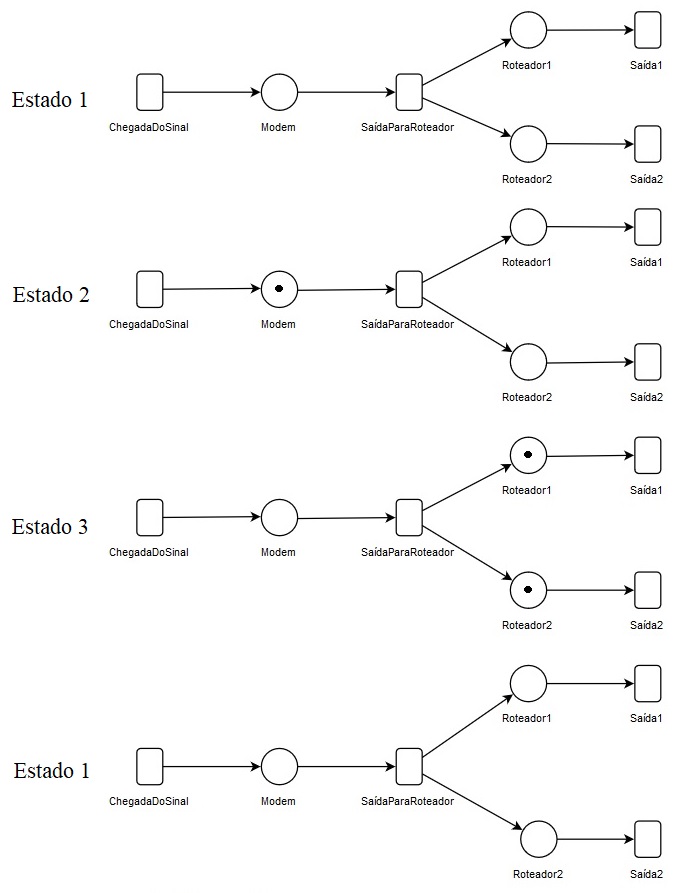 Roteador1
Saída1
Estado 1
ChegadaDoSinal
Modem
SaídaParaRoteador
Roteador2
Saída2
Roteador1
Saída1
Estado 2
ChegadaDoSinal
Modem
SaídaParaRoteador
Roteador2
Saída2
Roteador1
Saída1
Estado 3
ChegadaDoSinal
Modem
SaídaParaRoteador
Roteador2
Saída2
Roteador1
Saída1
Estado 1
ChegadaDoSinal
Modem
SaídaParaRoteador
Roteador2
Saída2